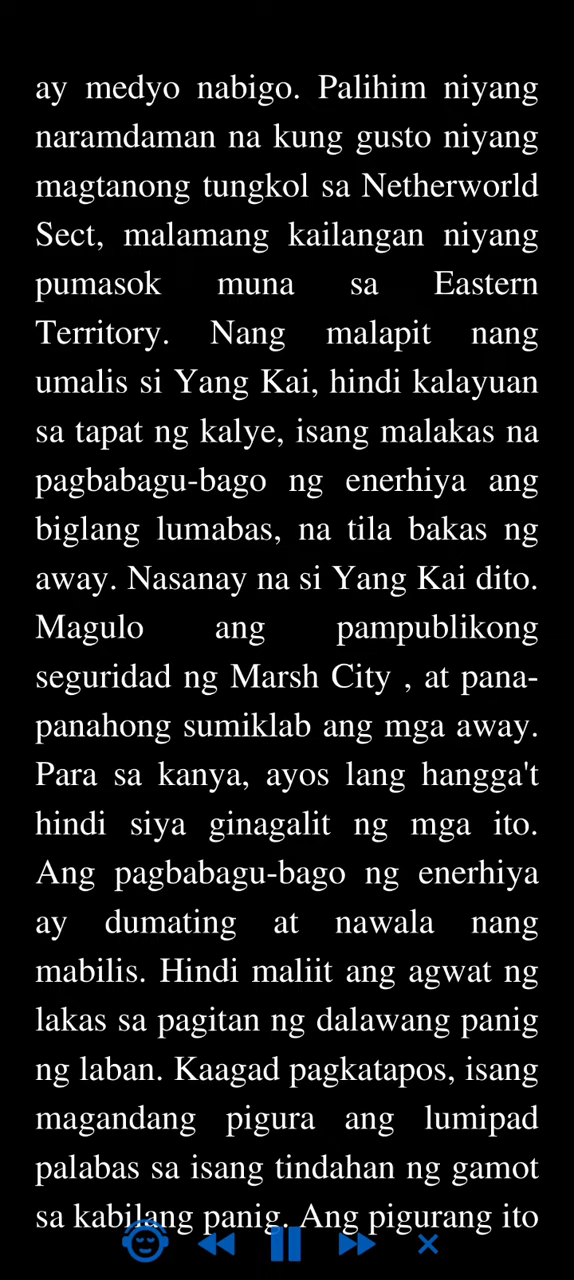 ay medyo nabigo. Palihim niyang
naramdaman na kung gusto niyang
magtanong tungkol sa Netherworld
Sect, malamang kailangan niyang
pumasok muna sa Eastern
Territory. Nang malapit nang
umalis si Yang Kai, hindi kalayuan
sa tapat ng kalye, isang malakas na
pagbabagu-bago ng enerhiya ang
biglang lumabas, na tila bakas ng
away. Nasanay na si Yang Kai dito.
Magulo ang pampublikong
seguridad ng Marsh City , at pana-
panahong sumiklab ang mga away.
Para sa kanya, ayos lang hangga't
hindi siya ginagalit ng mga ito.
Ang pagbabagu-bago ng enerhiya
ay dumating at nawala nang
mabilis. Hindi maliit ang agwat ng
lakas sa pagitan ng dalawang panig
ng laban. Kaagad pagkatapos, isang
magandang pigura ang lumipad
palabas sa isang tindahan ng gamot
sa kabilang panig. Ang pigurang ito